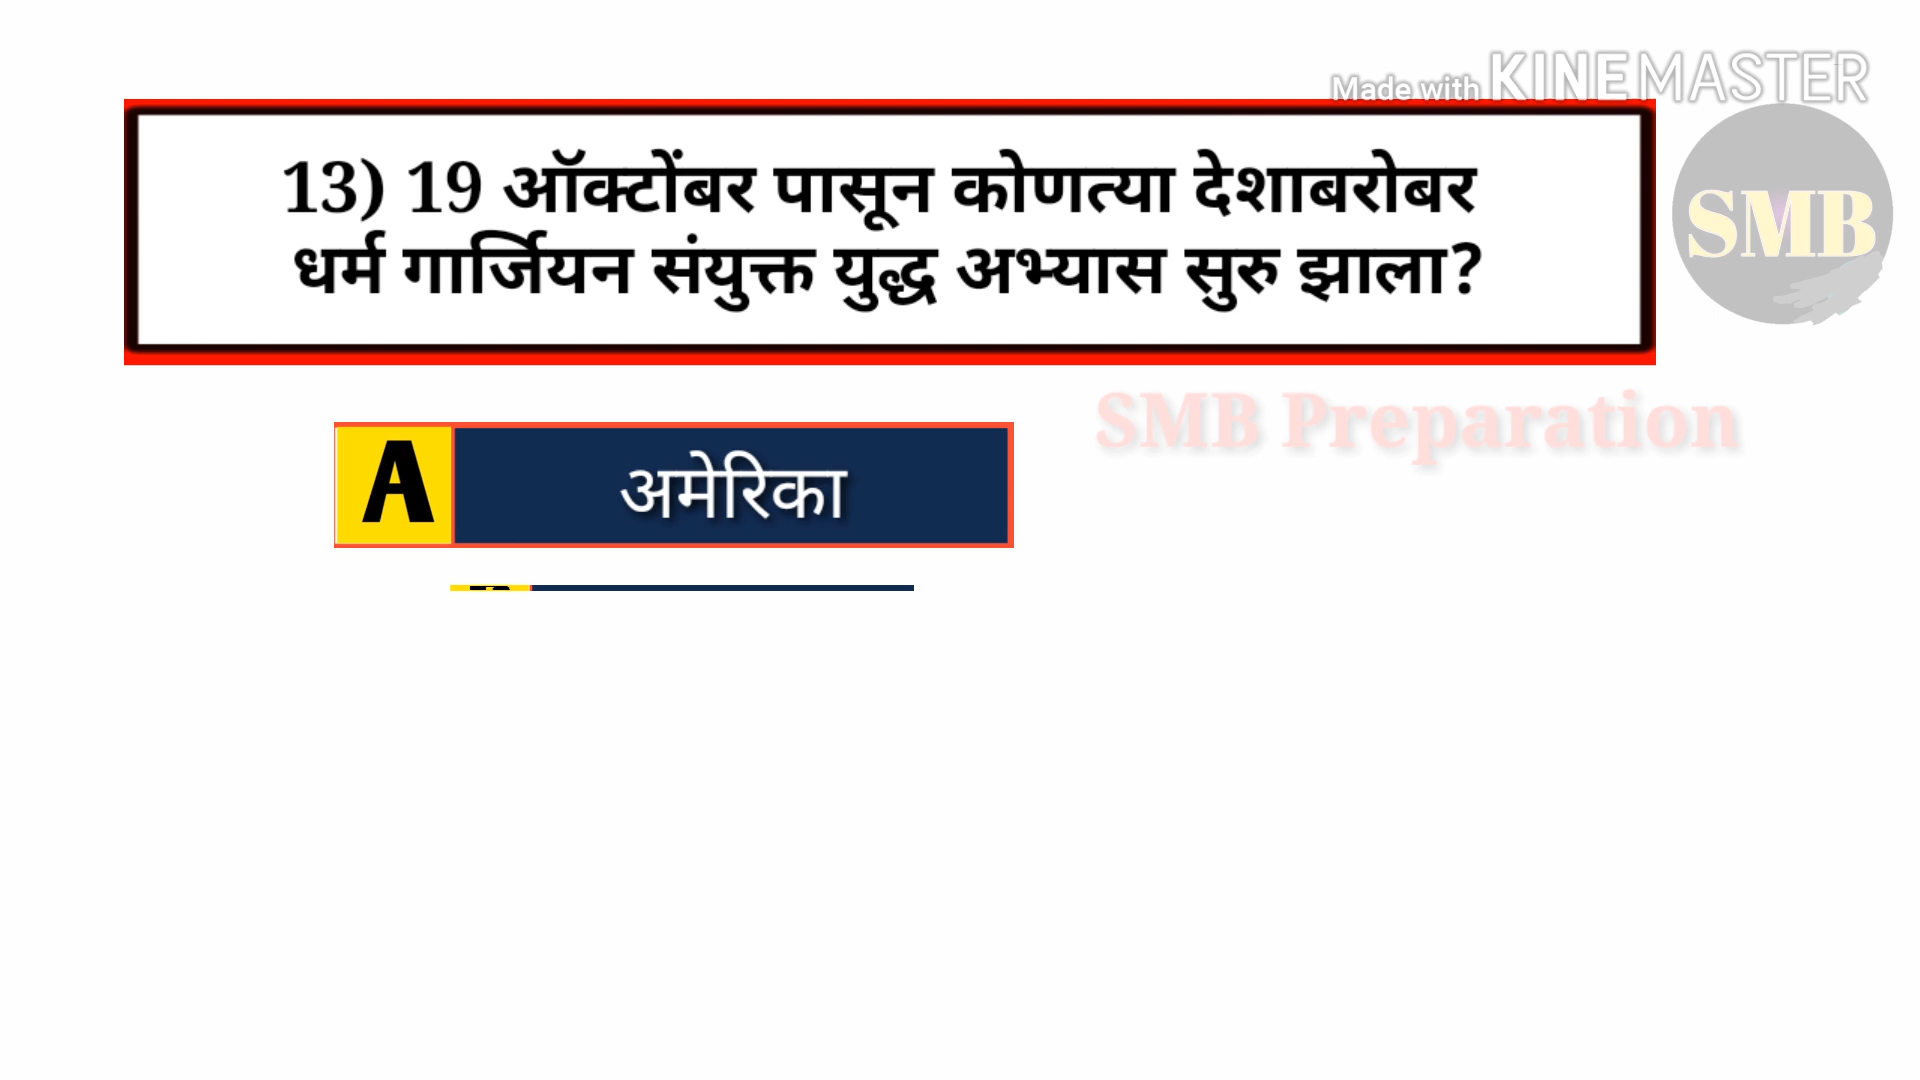 Made with KINEMASTER
13) 19 ऑक्टोंबर पासून कोणत्या देशाबरोबर
धर्म गार्जियन संयुक्त युद्ध अभ्यास सुरु झाला?
SMB
SMB Preparation
A अमेरिका